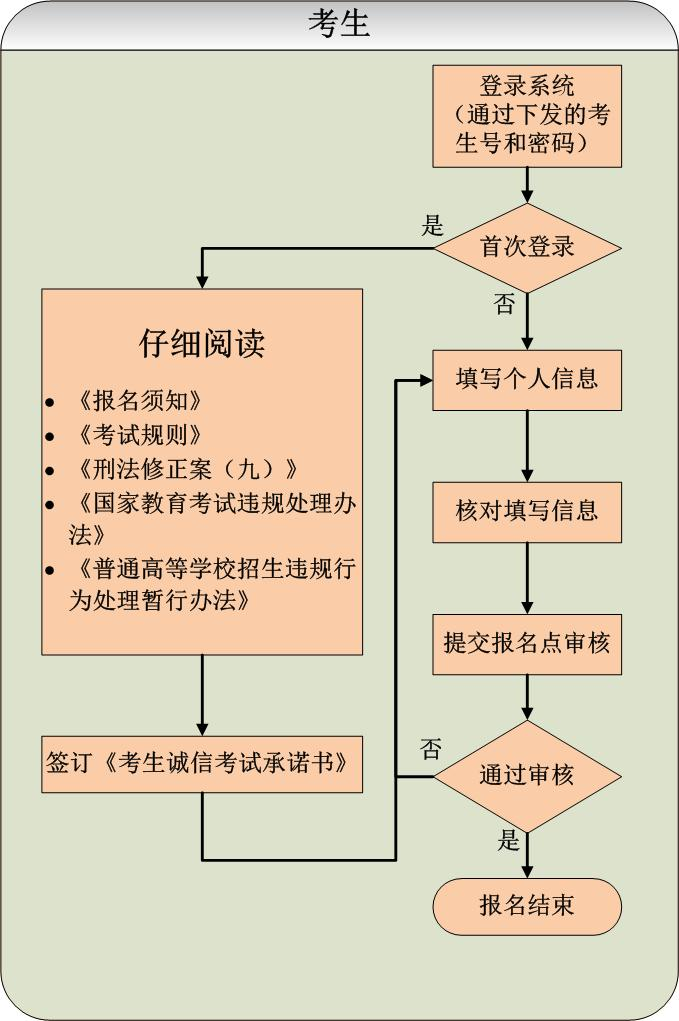 考生
登录系统
（通过下发的考
生号和密码）
首次登录
是
否
仔细阅读
《报名须知》
《考试规则》
《刑法修正案（九）》
《国家教育考试违规处理办
法》
《普通高等学校招生违规行
为处理暂行办法》
签订《考生诚信考试承诺书》
填写个人信息
核对填写信息
提交报名点审核
通过审核
否
是
报名结束